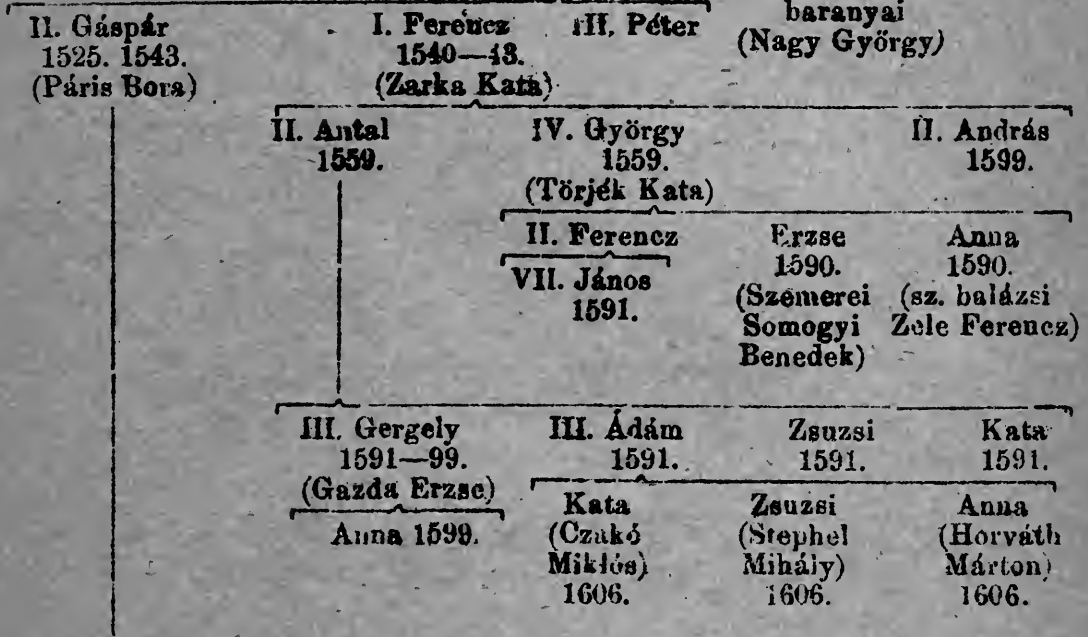 II. Gáspár I. Ferencz III. Péter baranyai
1525. 1543. 1540—43. (Nagy György)
(Páris Bora) (Zarka Kata)
II. Antal IV. György II. András
1559. 1559. 1599.
(Törjék Kata)
II. Ferencz Erzse Anna
VII. János 1590. 1590.
1591. (Szemerei (sz. balázsi
Somogyi Zele Ferencz)
Benedek)
III. Gergely III. Ádám Zsuzsi Kata
1591—99. 1591. 1591. 1591.
(Gazda Erzse)
Anna 1599. Kata Zsuzsi Anna
(Czakó (Stephel (Horváth
Miklós) Mihály) Márton)
1606. 1606. 1606.